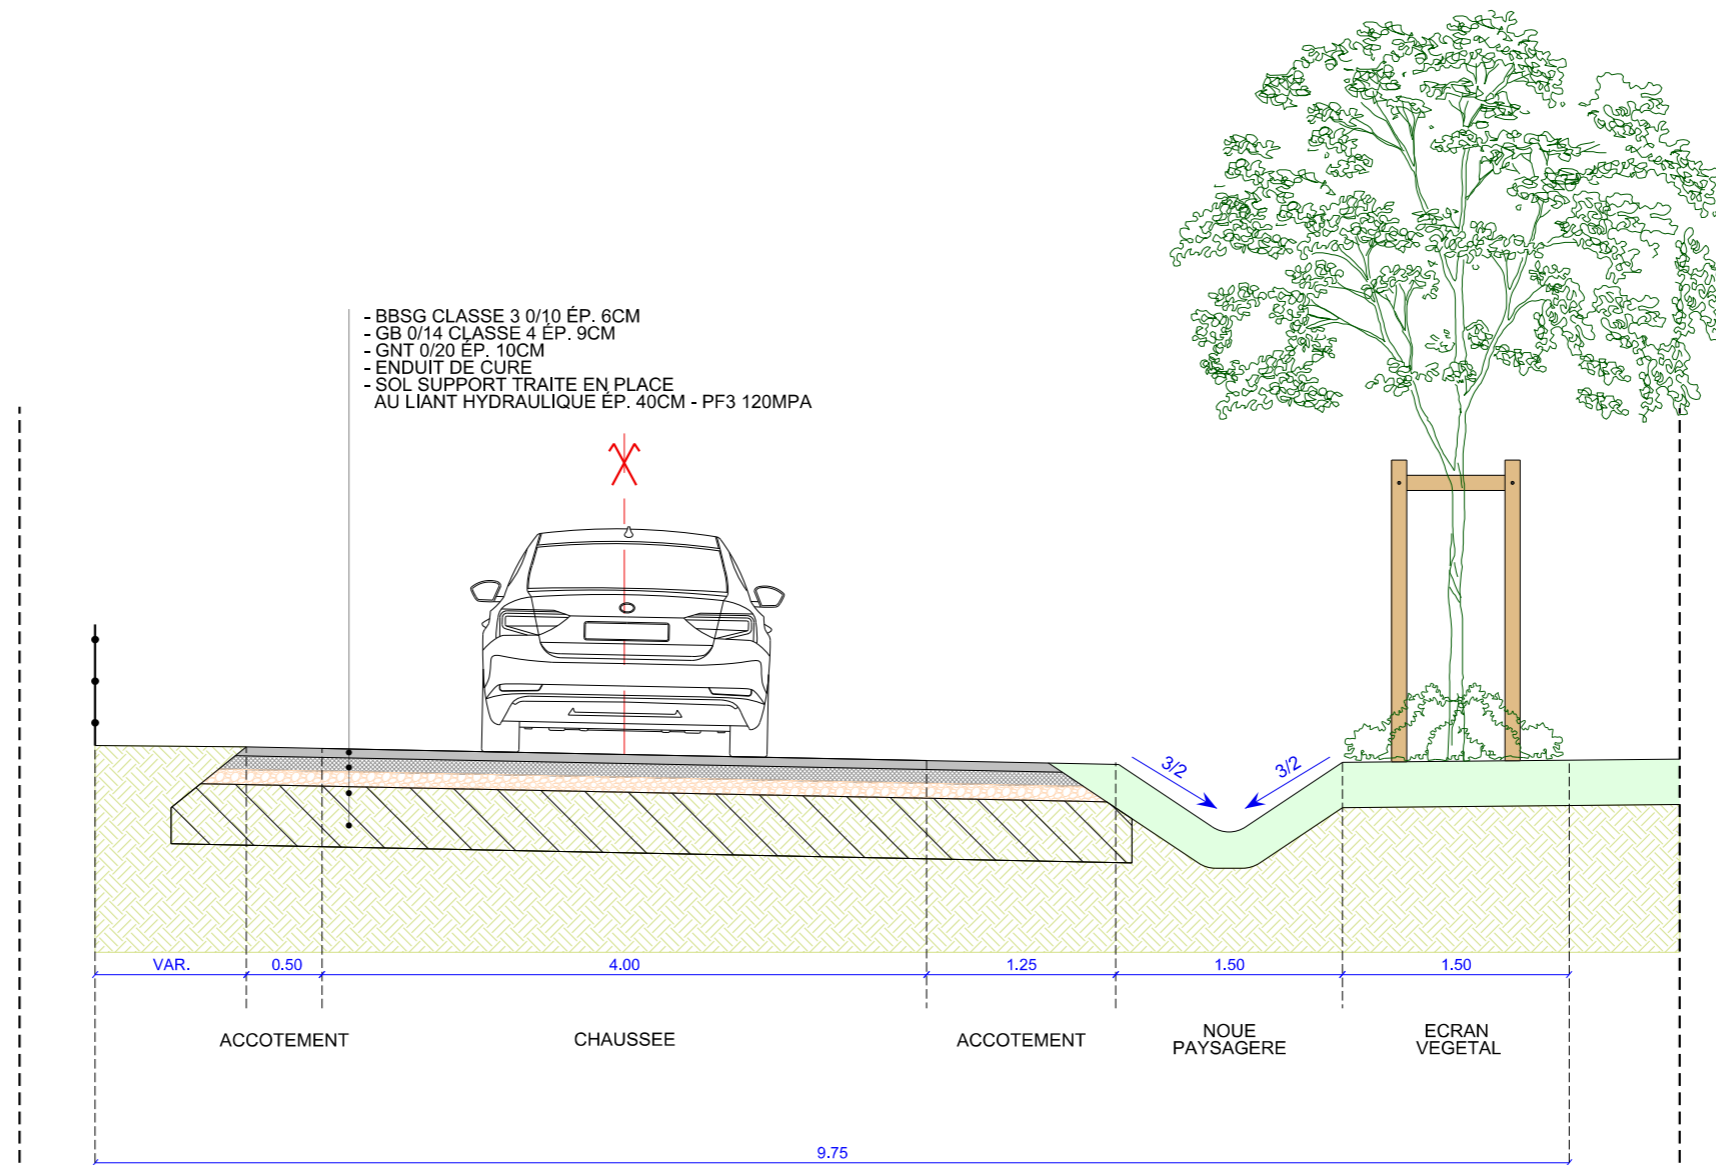 - BBSG CLASSE 3 0/10 ÉP. 6CM
- GB 0/14 CLASSE 4 ÉP. 9CM
- GNT 0/20 ÉP. 10CM
- ENDUIT DE CURE
- SOL SUPPORT TRAITE EN PLACE
AU LIANT HYDRAULIQUE ÉP. 40CM - PF3 120MPA
3/2
3/2
VAR.
0.50
4.00
1.25
1.50
1.50
ACCOTEMENT
CHAUSSEE
ACCOTEMENT
NOUE
PAYSAGERE
ECRAN
VEGETAL
9.75